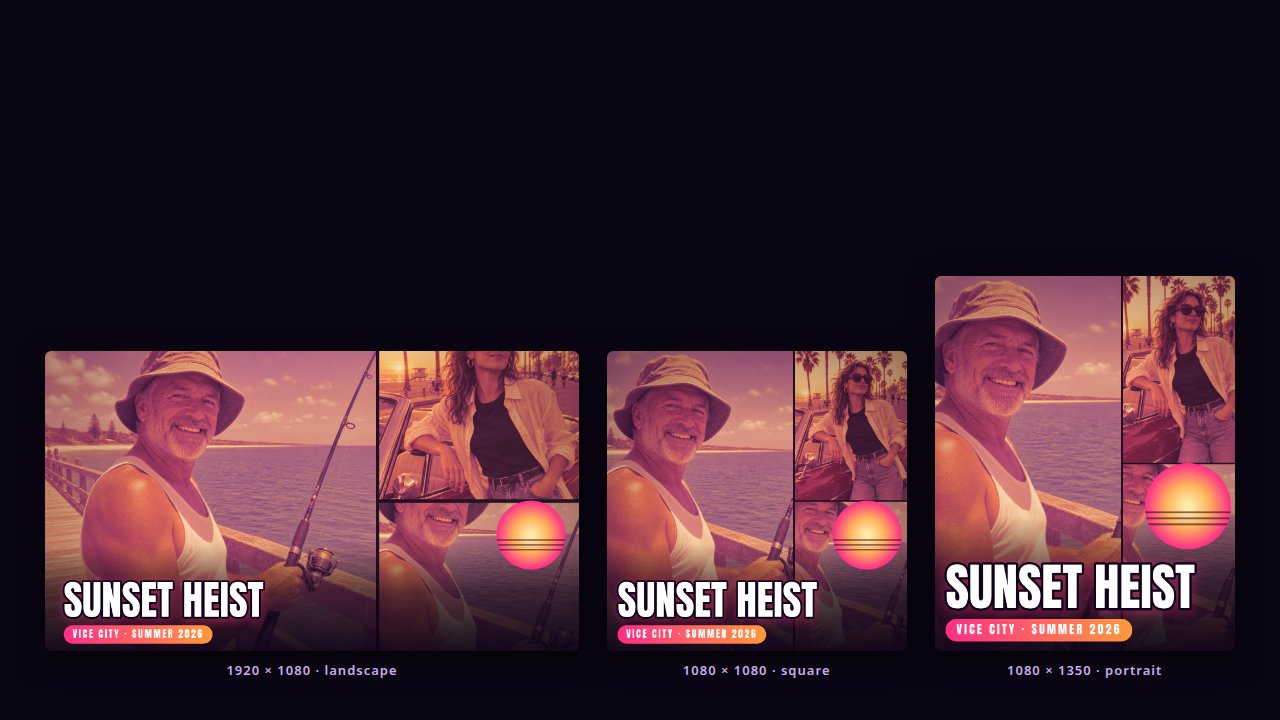 SUNSET HEIST
VICE CITY · SUMMER 2026
1920 × 1080 · landscape
SUNSET HEIST
VICE CITY · SUMMER 2026
1080 × 1080 · square
SUNSET HEIST
VICE CITY · SUMMER 2026
1080 × 1350 · portrait